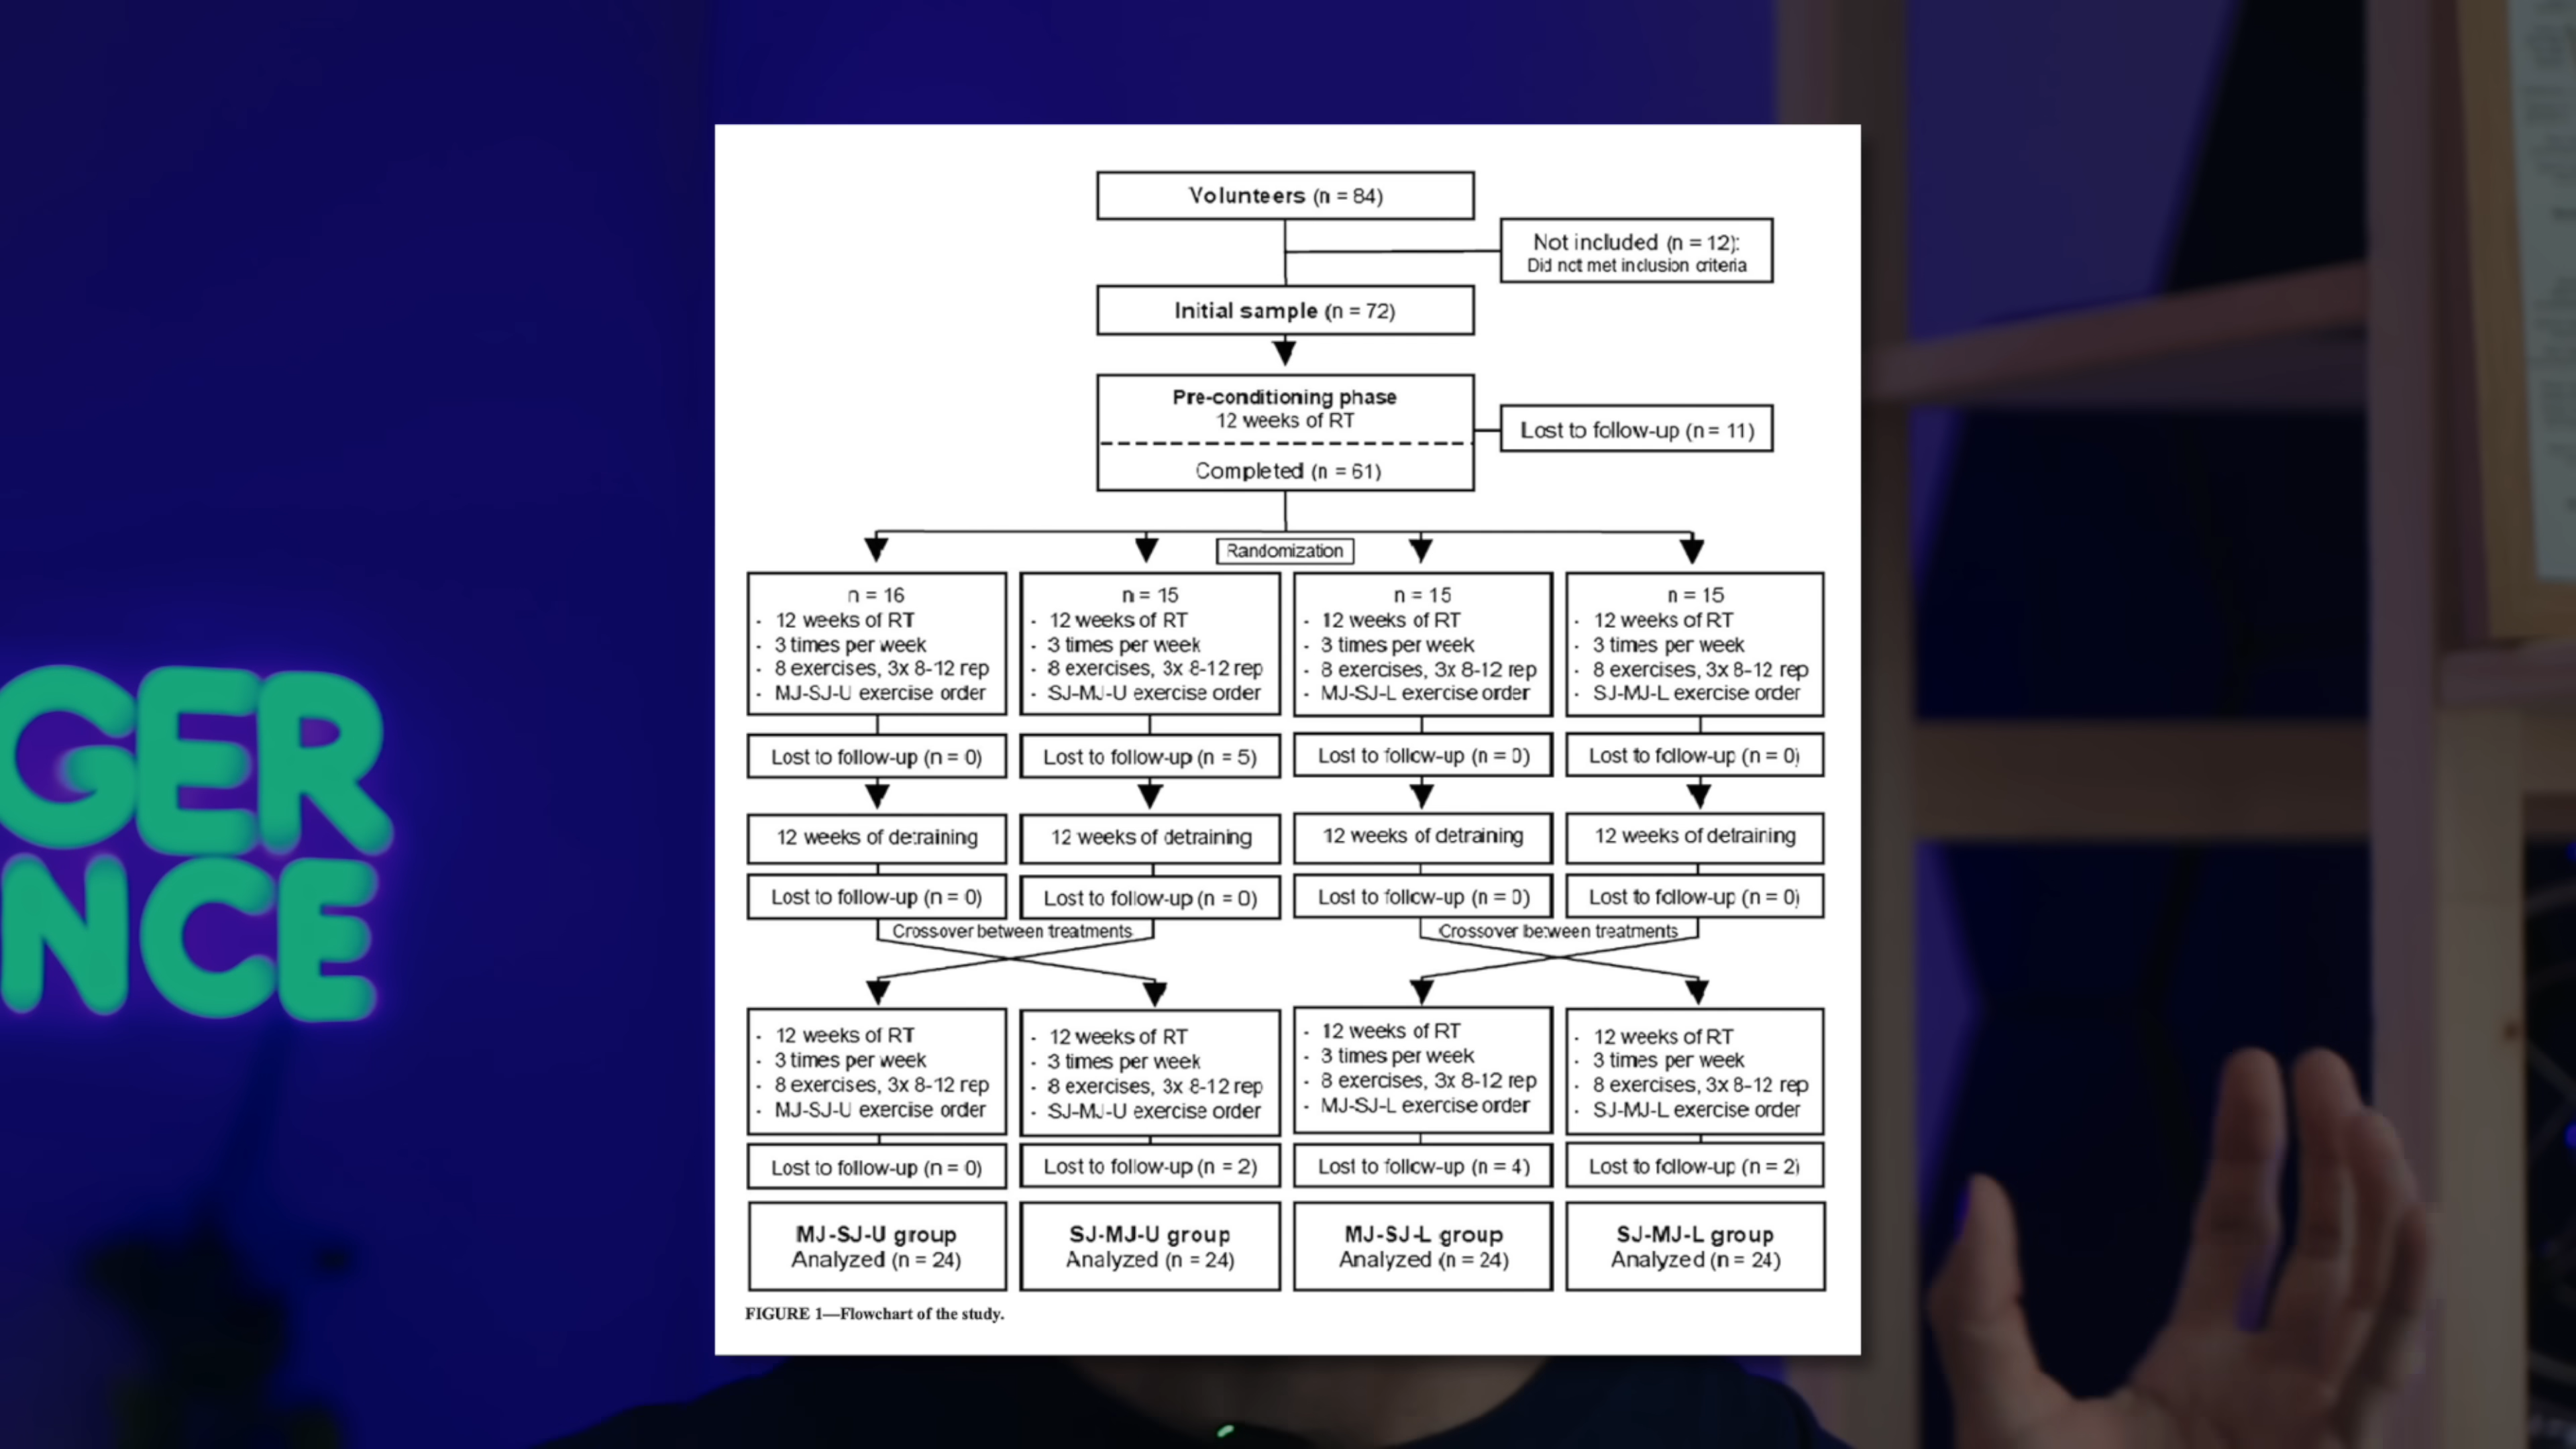 GER
NCE
Volunteers (n = 84)
Not included (n = 12):
Did not met inclusion criteria
Initial sample (n = 72)
Pre-conditioning phase
12 weeks of RT
Lost to follow-up (n = 11)
Completed (n = 61)
Randomization
n = 16
- 12 weeks of RT
- 3 times per week
- 8 exercises, 3x 8-12 rep
- MJ-SJ-U exercise order
n = 15
- 12 weeks of RT
- 3 times per week
- 8 exercises, 3x 8-12 rep
- SJ-MJ-U exercise order
n = 15
- 12 weeks of RT
- 3 times per week
- 8 exercises, 3x 8-12 rep
- MJ-SJ-L exercise order
n = 15
- 12 weeks of RT
- 3 times per week
- 8 exercises, 3x 8-12 rep
- SJ-MJ-L exercise order
Lost to follow-up (n = 0)
Lost to follow-up (n = 5)
Lost to follow-up (n = 0)
Lost to follow-up (n = 0)
12 weeks of detraining
12 weeks of detraining
12 weeks of detraining
12 weeks of detraining
Lost to follow-up (n = 0)
Lost to follow-up (n = 0)
Lost to follow-up (n = 0)
Lost to follow-up (n = 0)
Crossover between treatments
Crossover between treatments
- 12 weeks of RT
- 3 times per week
- 8 exercises, 3x 8-12 rep
- MJ-SJ-U exercise order
- 12 weeks of RT
- 3 times per week
- 8 exercises, 3x 8-12 rep
- SJ-MJ-U exercise order
- 12 weeks of RT
- 3 times per week
- 8 exercises, 3x 8-12 rep
- MJ-SJ-L exercise order
- 12 weeks of RT
- 3 times per week
- 8 exercises, 3x 8-12 rep
- SJ-MJ-L exercise order
Lost to follow-up (n = 0)
Lost to follow-up (n = 2)
Lost to follow-up (n = 4)
Lost to follow-up (n = 2)
MJ-SJ-U group
Analyzed (n = 24)
SJ-MJ-U group
Analyzed (n = 24)
MJ-SJ-L group
Analyzed (n = 24)
SJ-MJ-L group
Analyzed (n = 24)
FIGURE 1—Flowchart of the study.